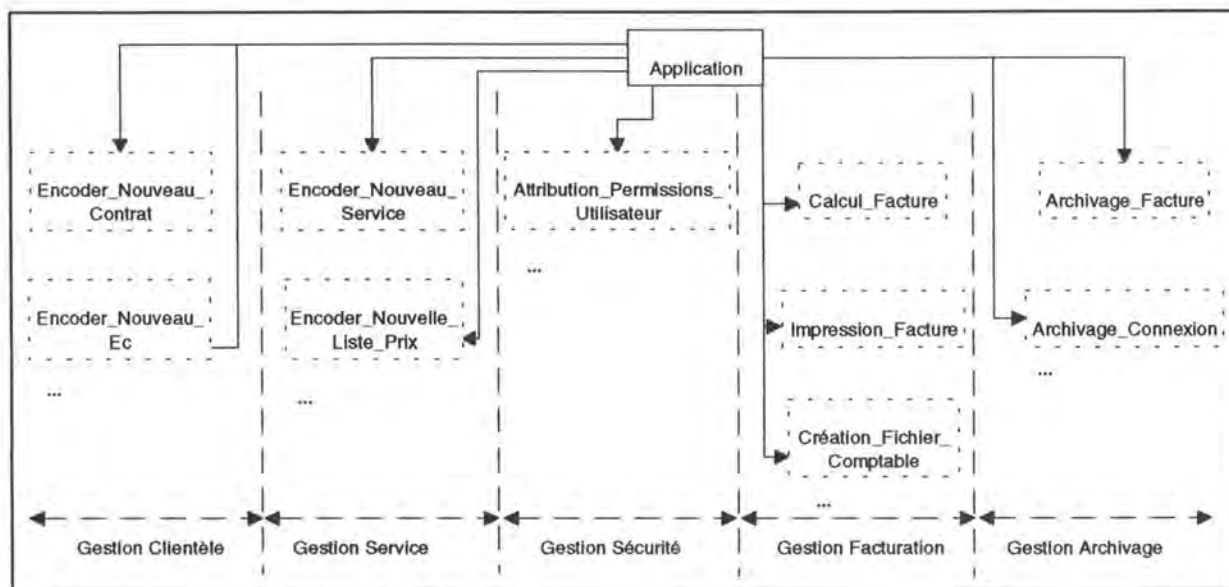 Application
Encoder_Nouveau_
Contrat
Encoder_Nouveau_
Service
Attribution_Permissions_
Utilisateur
Calcul_Facture
Archivage_Facture
...
Encoder_Nouveau_
Ec
Encoder_Nouvelle_
Liste_Prix
Impression_Facture
Archivage_Connexion
...
...
...
Création_Fichier_
Comptable
...
Gestion Clientèle
Gestion Service
Gestion Sécurité
Gestion Facturation
Gestion Archivage